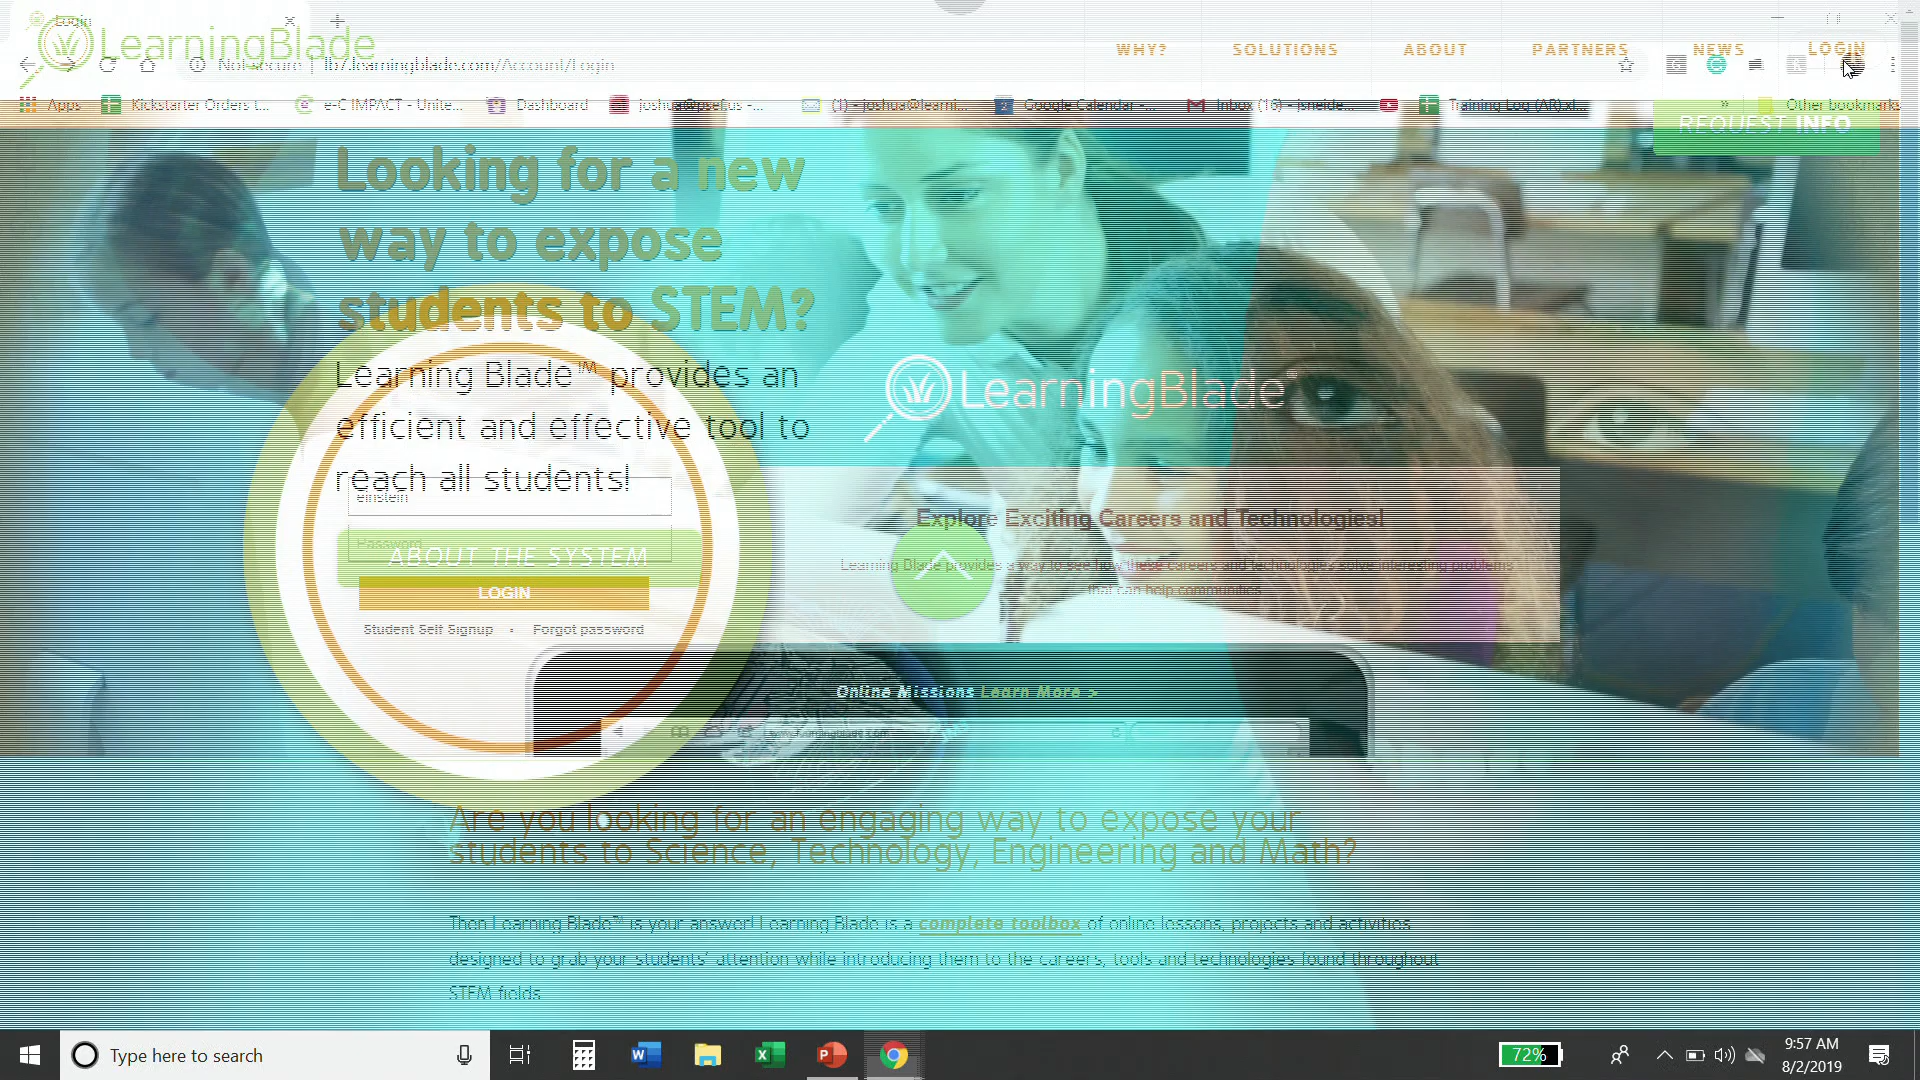 Login
LearningBlade
WHY? SOLUTIONS ABOUT PARTNERS NEWS LOGIN
Not secure lb7.learningblade.com/Account/Login
Apps Kickstarter Orders t... e-C IMPACT - Unite... Dashboard joshua@psef.us -... (1) - joshua@learni... Google Calendar -... Inbox (16) - jsneide... Training Log (AR).xl... » Other bookmarks
REQUEST INFO
Looking for a new
way to expose
students to STEM?
Learning Blade™ provides an
efficient and effective tool to
reach all students!
LearningBlade™
einstein
Password
ABOUT THE SYSTEM
LOGIN
Student Self Signup • Forgot password
Explore Exciting Careers and Technologies!
Learning Blade provides a way to see how these careers and technologies solve interesting problems
that can help communities
Online Missions Learn More >
www.learningblade.com
Are you looking for an engaging way to expose your
students to Science, Technology, Engineering and Math?
Then Learning Blade™ is your answer! Learning Blade is a complete toolbox of online lessons, projects and activities
designed to grab your students' attention while introducing them to the careers, tools and technologies found throughout
STEM fields
Type here to search
72%
9:57 AM
8/2/2019